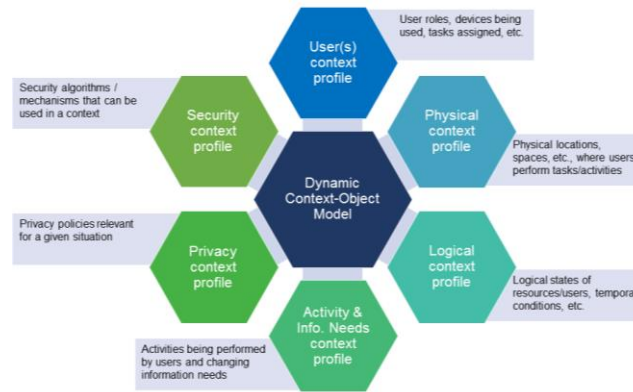 User(s)
context
profile
User roles, devices being
used, tasks assigned, etc.
Security algorithms /
mechanisms that can be
used in a context
Security
context
profile
Physical
context
profile
Physical locations,
spaces, etc., where users
perform tasks/activities
Dynamic
Context-Object
Model
Privacy policies relevant
for a given situation
Privacy
context
profile
Logical
context
profile
Logical states of
resources/users, tempora
conditions, etc.
Activity &
Info. Needs
context
profile
Activities being performed
by users and changing
information needs